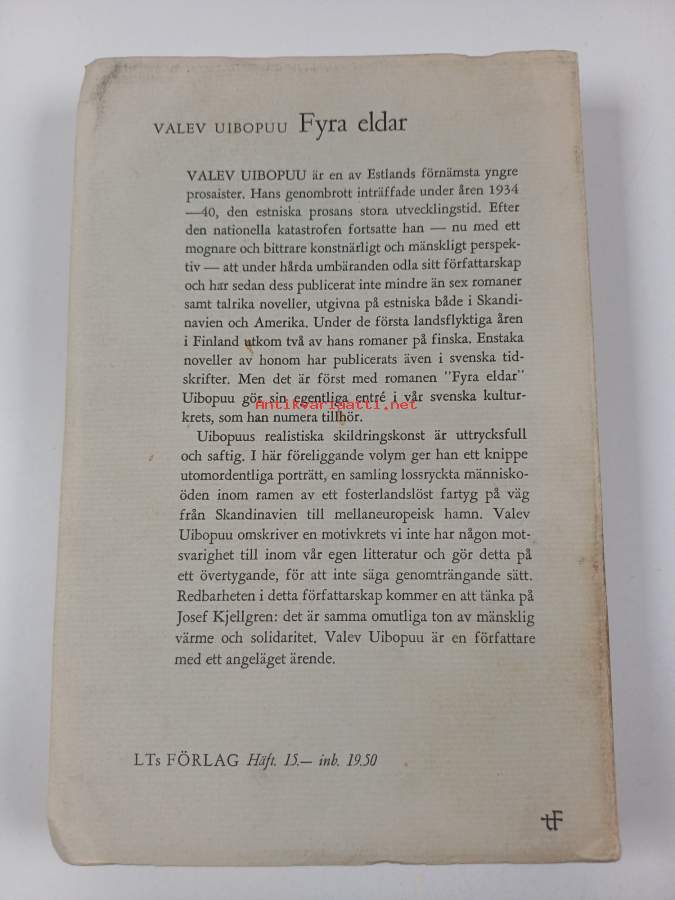 VALEV UIBOPUU Fyra eldar
VALEV UIBOPUU är en av Estlands förnämsta yngre
prosaister. Hans genombrott inträffade under åren 1934
—40, den estniska prosans stora utvecklingstid. Efter
den nationella katastrofen fortsatte han — nu med ett
mognare och bittrare konstnärligt och mänskligt perspek-
tiv — att under hårda umbäranden odla sitt författarskap
och har sedan dess publicerat inte mindre än sex romaner
samt talrika noveller, utgivna på estniska både i Skandi-
navien och Amerika. Under de första landsflyktiga åren
i Finland utkom två av hans romaner på finska. Enstaka
noveller av honom har publicerats även i svenska tid-
skrifter. Men det är först med romanen "Fyra eldar"
Uibopuu gör sin egentliga entré i vår svenska kultur-
Antikvariaatti.net
krets, som han numera tillhör.
Uibopuus realistiska skildringskonst är uttrycksfull
och saftig. I här föreliggande volym ger han ett knippe
utomordentliga porträtt, en samling lossryckta människo-
öden inom ramen av ett fosterlandslöst fartyg på väg
från Skandinavien till mellaneuropeisk hamn. Valev
Uibopuu omskriver en motivkrets vi inte har någon mot-
svarighet till inom vår egen litteratur och gör detta på
ett övertygande, för att inte säga genomträngande sätt.
Redbarheten i detta författarskap kommer en att tänka på
Josef Kjellgren: det är samma omutliga ton av mänsklig
värme och solidaritet. Valev Uibopuu är en författare
med ett angeläget ärende.
LTs FÖRLAG Häft. 15.— inb. 19.50
tF